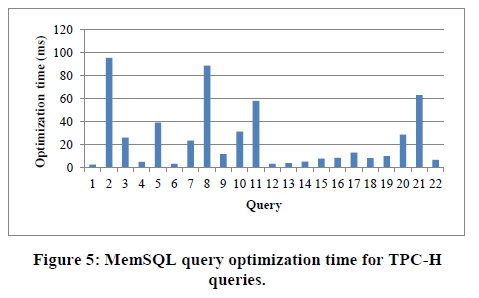 Optimization time (ms)
120
100
80
60
40
20
0
1 2 3 4 5 6 7 8 9 10 11 12 13 14 15 16 17 18 19 20 21 22
Query
Figure 5: MemSQL query optimization time for TPC-H
queries.